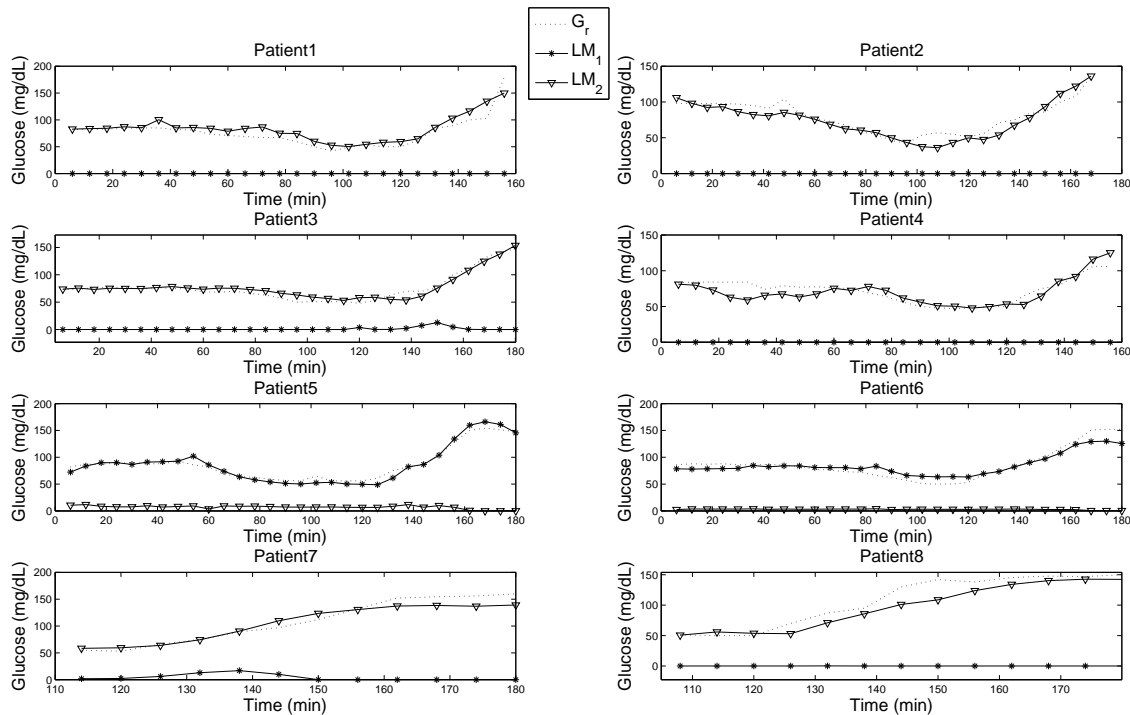 G_r
LM_1
LM_2
Patient1
Glucose (mg/dL)
200
150
100
50
0
0 20 40 60 80 100 120 140 160
Time (min)
Patient2
Glucose (mg/dL)
150
100
50
0
0 20 40 60 80 100 120 140 160 180
Time (min)
Patient3
Glucose (mg/dL)
150
100
50
0
20 40 60 80 100 120 140 160 180
Time (min)
Patient4
Glucose (mg/dL)
150
100
50
0
0 20 40 60 80 100 120 140 160
Time (min)
Patient5
Glucose (mg/dL)
200
150
100
50
0
0 20 40 60 80 100 120 140 160 180
Time (min)
Patient6
Glucose (mg/dL)
200
150
100
50
0
0 20 40 60 80 100 120 140 160 180
Time (min)
Patient7
Glucose (mg/dL)
200
150
100
50
0
110 120 130 140 150 160 170 180
Time (min)
Patient8
Glucose (mg/dL)
150
100
50
0
110 120 130 140 150 160 170
Time (min)